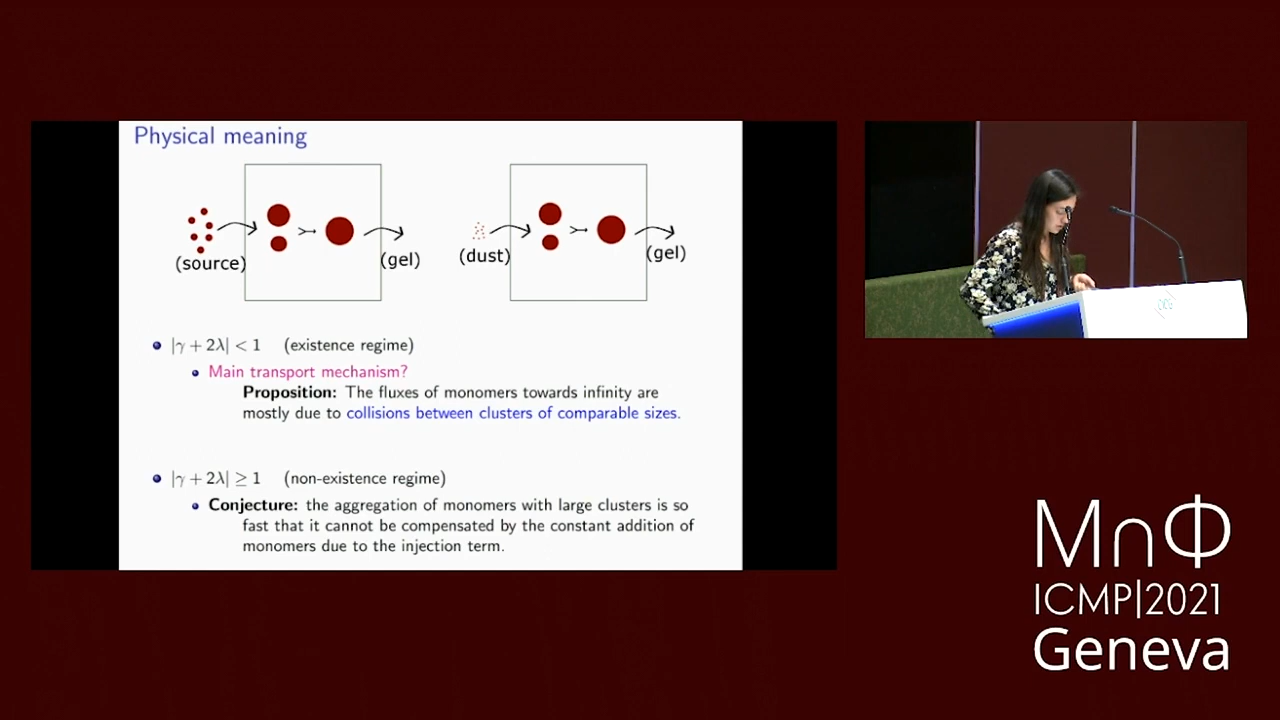 Physical meaning
(source)
(gel)
(dust)
(gel)
|γ + 2λ| < 1 (existence regime)
Main transport mechanism?
Proposition: The fluxes of monomers towards infinity are
mostly due to collisions between clusters of comparable sizes.
|γ + 2λ| ≥ 1 (non-existence regime)
Conjecture: the aggregation of monomers with large clusters is so
fast that it cannot be compensated by the constant addition of
monomers due to the injection term.
M∩Φ
ICMP|2021
Geneva